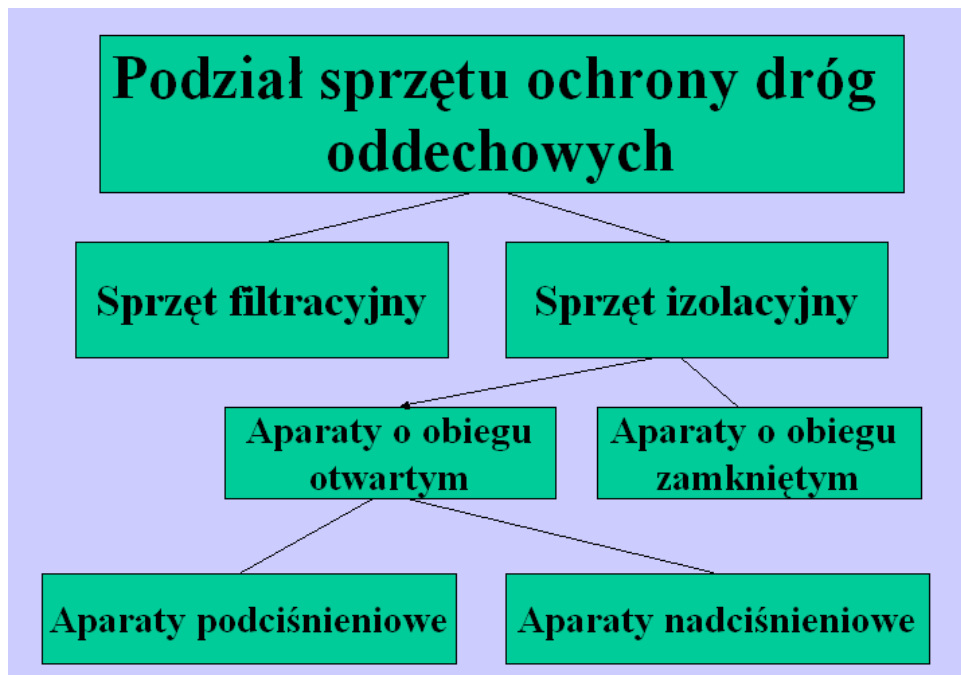 Podział sprzętu ochrony dróg
oddechowych
Sprzęt filtracyjny
Sprzęt izolacyjny
Aparaty o obiegu
otwartym
Aparaty o obiegu
zamkniętym
Aparaty podciśnieniowe
Aparaty nadciśnieniowe